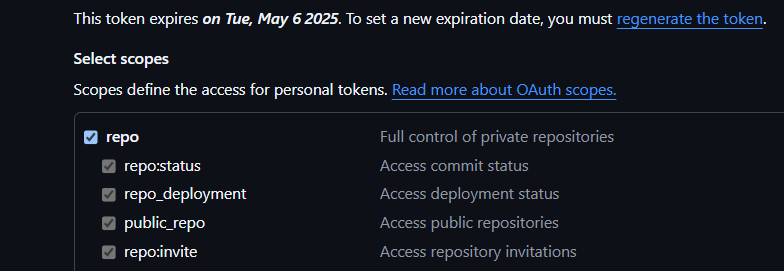 This token expires on Tue, May 6 2025. To set a new expiration date, you must regenerate the token.
Select scopes
Scopes define the access for personal tokens. Read more about OAuth scopes.
repo Full control of private repositories
repo:status Access commit status
repo_deployment Access deployment status
public_repo Access public repositories
repo:invite Access repository invitations